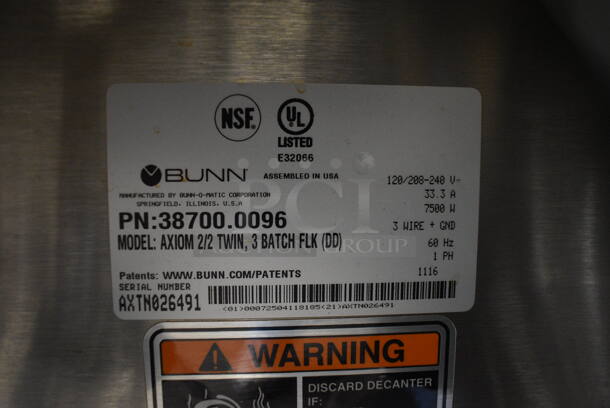 NSF
UL
LISTED
E32066
BUNN
ASSEMBLED IN USA
MANUFACTURED BY BUNN-O-MATIC CORPORATION
SPRINGFIELD, ILLINOIS, U.S.A
120/208-240 V~
33.3 A
7500 W
PN:38700.0096
3 WIRE + GND
MODEL: AXIOM 2/2 TWIN, 3 BATCH FLK (DD)
60 Hz
1 PH
Patents: WWW.BUNN.COM/PATENTS
1116
SERIAL NUMBER
AXTN026491
(01)00072504118185(21)AXTN026491
PCI
AUCTION GROUP
WARNING
DISCARD DECANTER
IF: